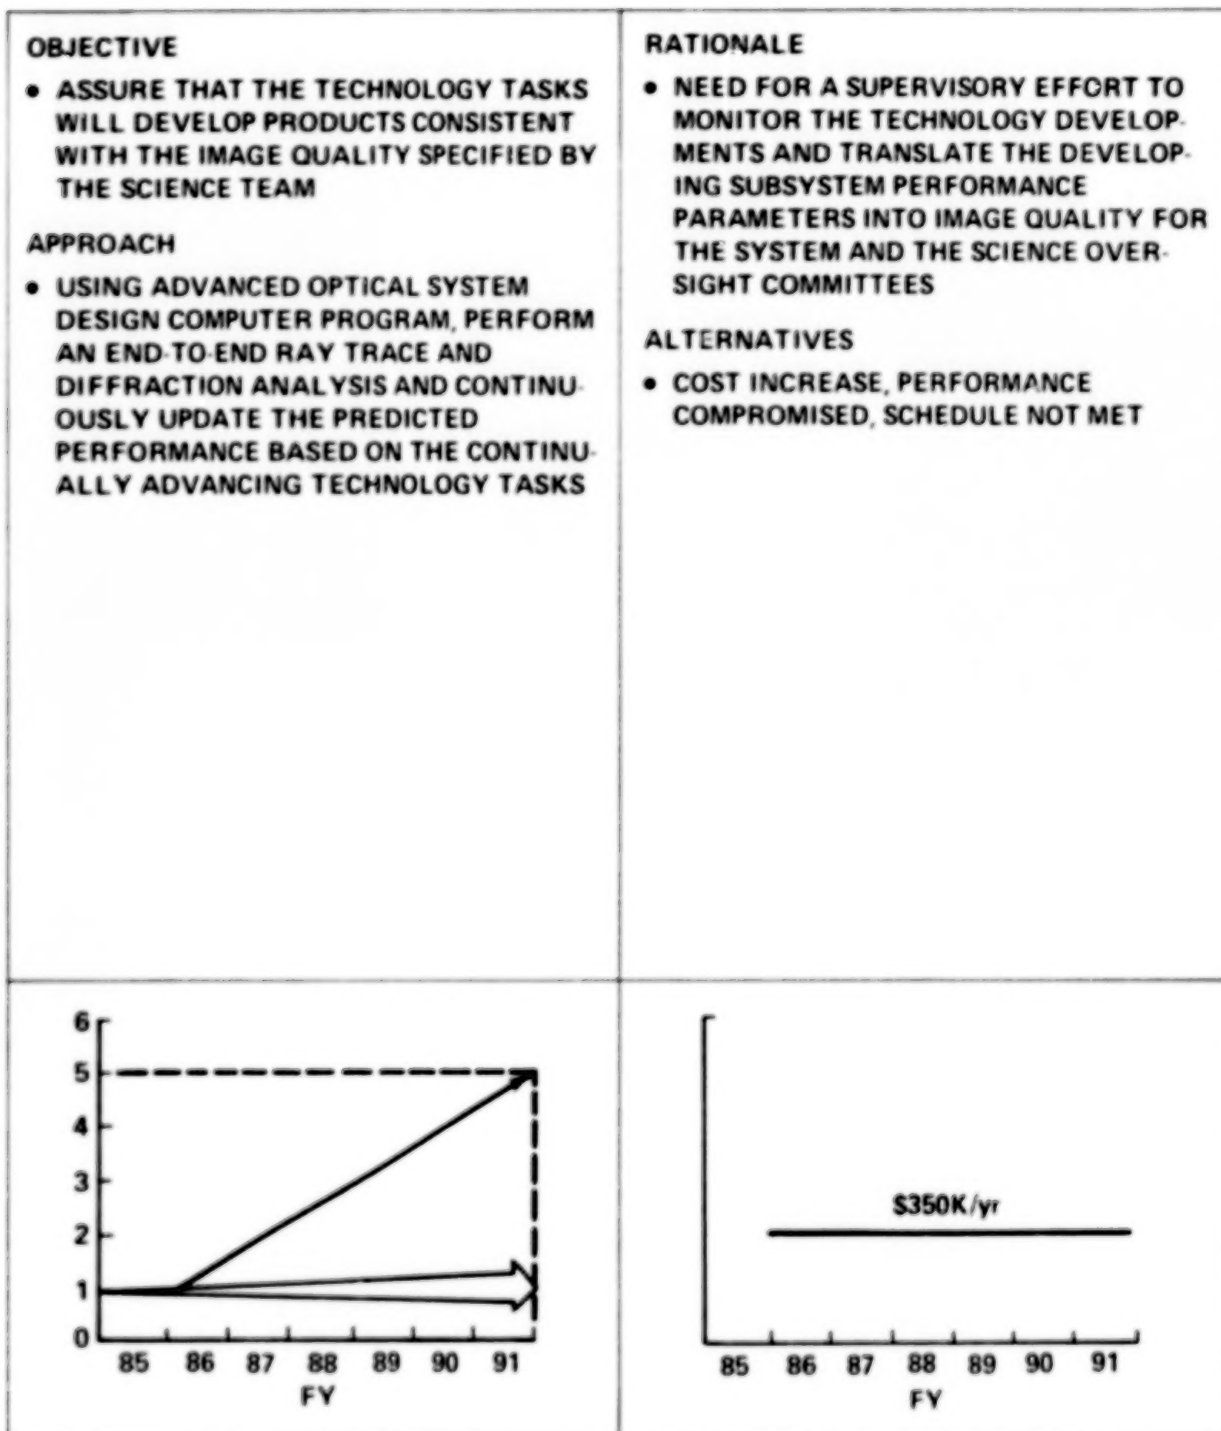 OBJECTIVE
• ASSURE THAT THE TECHNOLOGY TASKS
WILL DEVELOP PRODUCTS CONSISTENT
WITH THE IMAGE QUALITY SPECIFIED BY
THE SCIENCE TEAM
APPROACH
• USING ADVANCED OPTICAL SYSTEM
DESIGN COMPUTER PROGRAM, PERFORM
AN END-TO-END RAY TRACE AND
DIFFRACTION ANALYSIS AND CONTINU-
OUSLY UPDATE THE PREDICTED
PERFORMANCE BASED ON THE CONTINU-
ALLY ADVANCING TECHNOLOGY TASKS
RATIONALE
• NEED FOR A SUPERVISORY EFFORT TO
MONITOR THE TECHNOLOGY DEVELOP-
MENTS AND TRANSLATE THE DEVELOP-
ING SUBSYSTEM PERFORMANCE
PARAMETERS INTO IMAGE QUALITY FOR
THE SYSTEM AND THE SCIENCE OVER-
SIGHT COMMITTEES
ALTERNATIVES
• COST INCREASE, PERFORMANCE
COMPROMISED, SCHEDULE NOT MET
6
5
4
3
2
1
0
85 86 87 88 89 90 91
FY
$350K/yr
85 86 87 88 89 90 91
FY